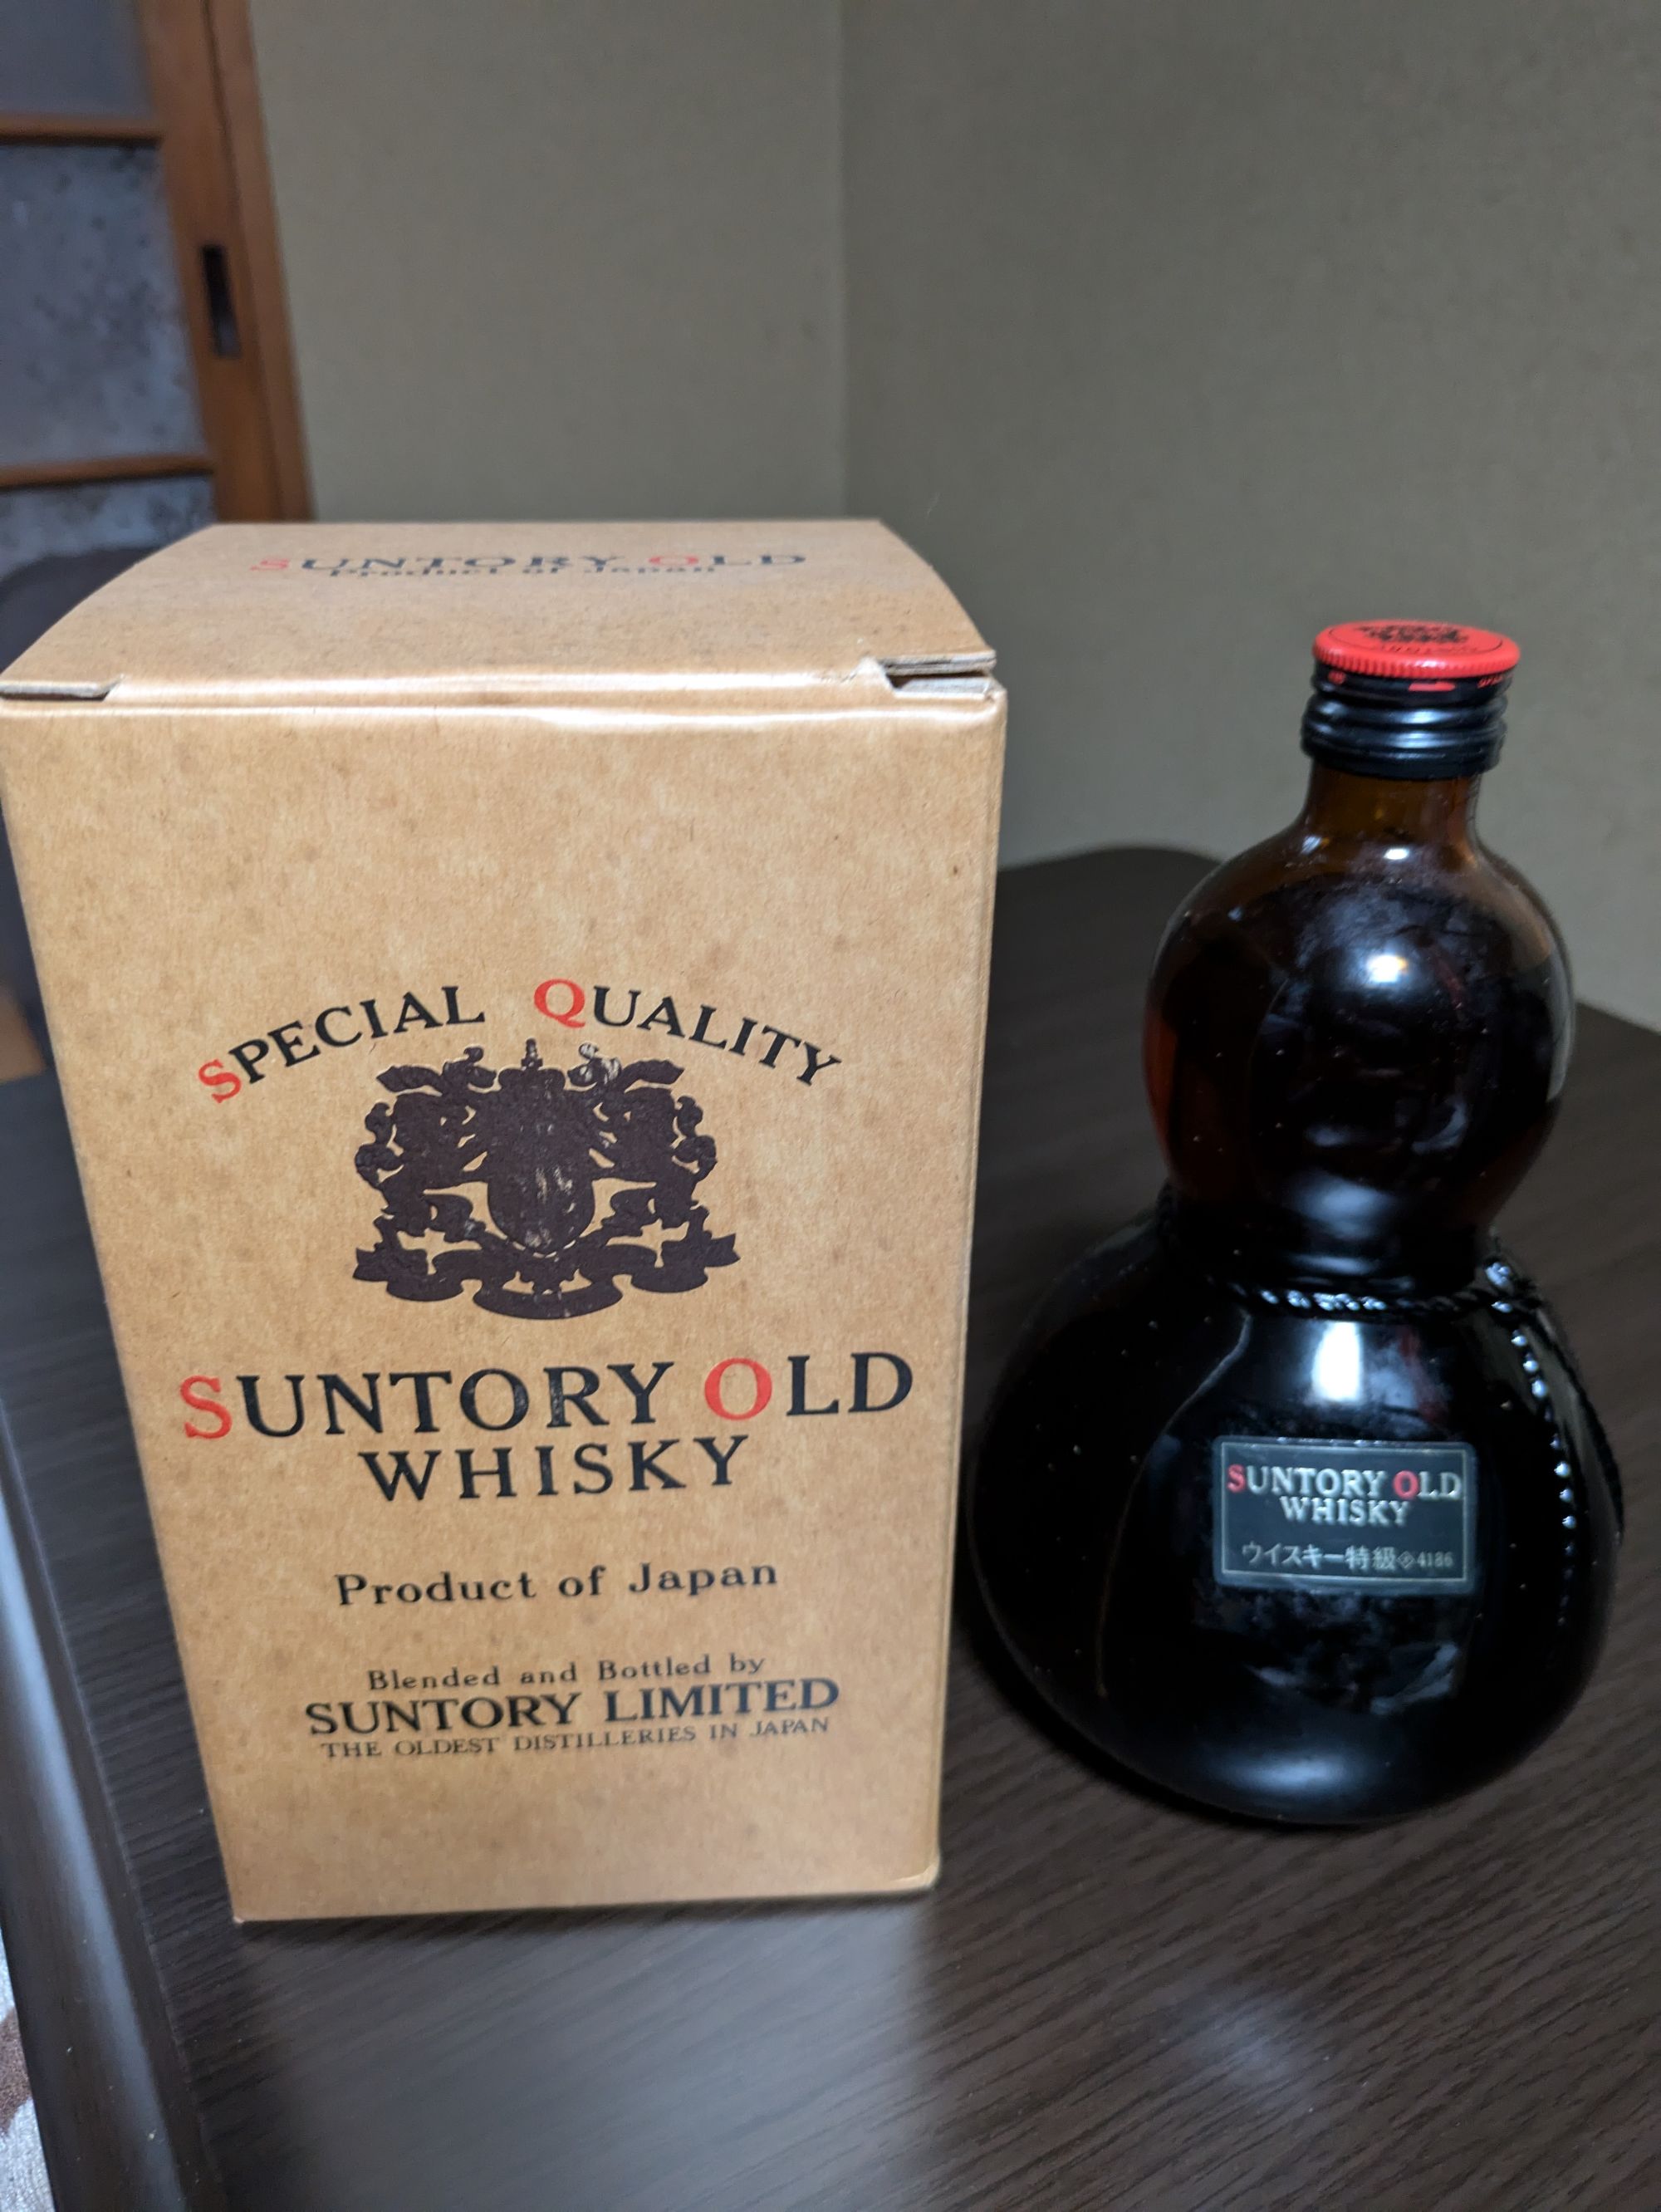 SUNTORY OLD
Product of Japan
SPECIAL QUALITY
SUNTORY OLD
WHISKY
Product of Japan
Blended and Bottled by
SUNTORY LIMITED
THE OLDEST DISTILLERIES IN JAPAN
SUNTORY OLD
WHISKY
ウイスキー特級 4186